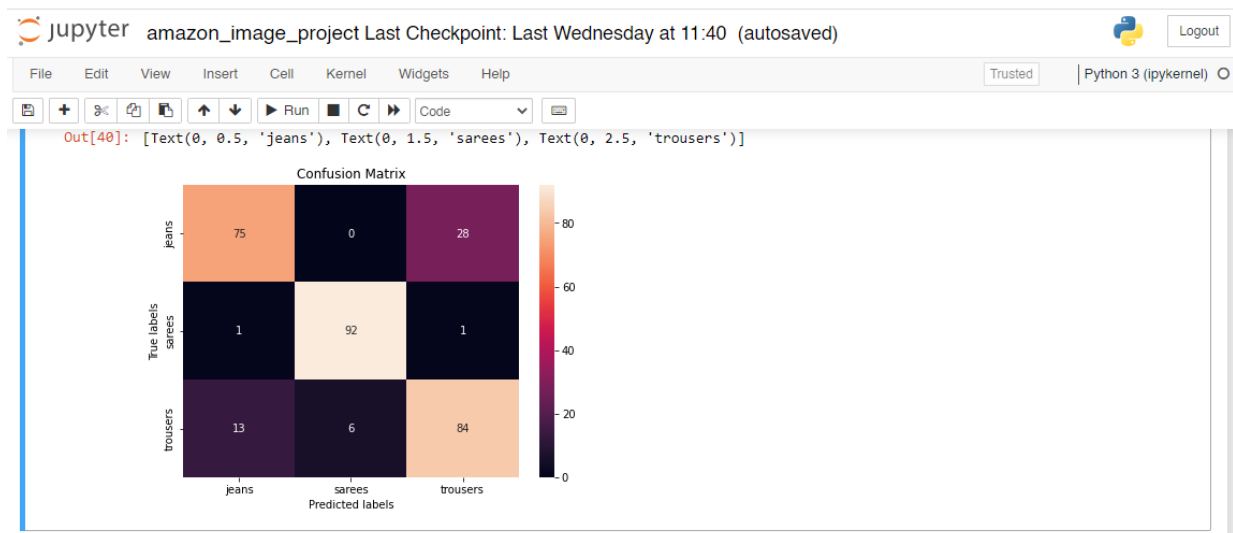 jupyter amazon_image_project Last Checkpoint: Last Wednesday at 11:40 (autosaved) Logout
File Edit View Insert Cell Kernel Widgets Help Trusted Python 3 (ipykernel)
Run Code
Out[40]: [Text(0, 0.5, 'jeans'), Text(0, 1.5, 'sarees'), Text(0, 2.5, 'trousers')]
Confusion Matrix
jeans 75 0 28
True labels
sarees 1 92 1
trousers 13 6 84
jeans sarees trousers
Predicted labels
80
60
40
20
0